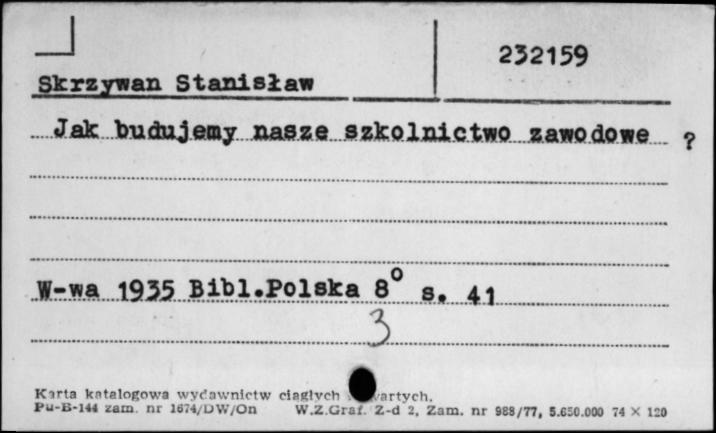 232159
Skrzywan Stanisław
Jak budujemy nasze szkolnictwo zawodowe ?
W-wa 1935 Bibl.Polska 8° s. 41
3
Karta katalogowa wydawnictw ciągłych
Pu-B-144 zam. nr 1674/DW/On W.Z.Graf. Z-d 2, Zam. nr 988/77, 5.650.000 74 × 120